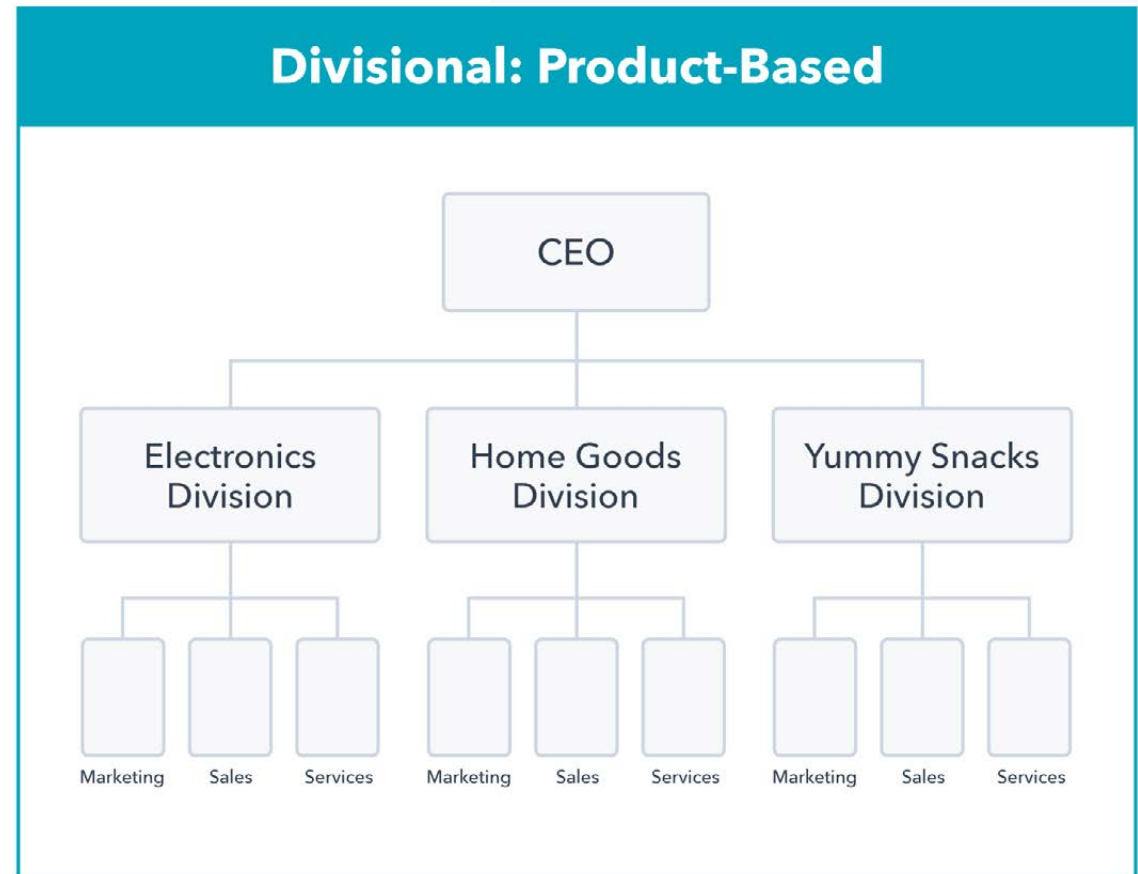 Divisional: Product-Based
CEO
Electronics
Division
Home Goods
Division
Yummy Snacks
Division
Marketing
Sales
Services
Marketing
Sales
Services
Marketing
Sales
Services